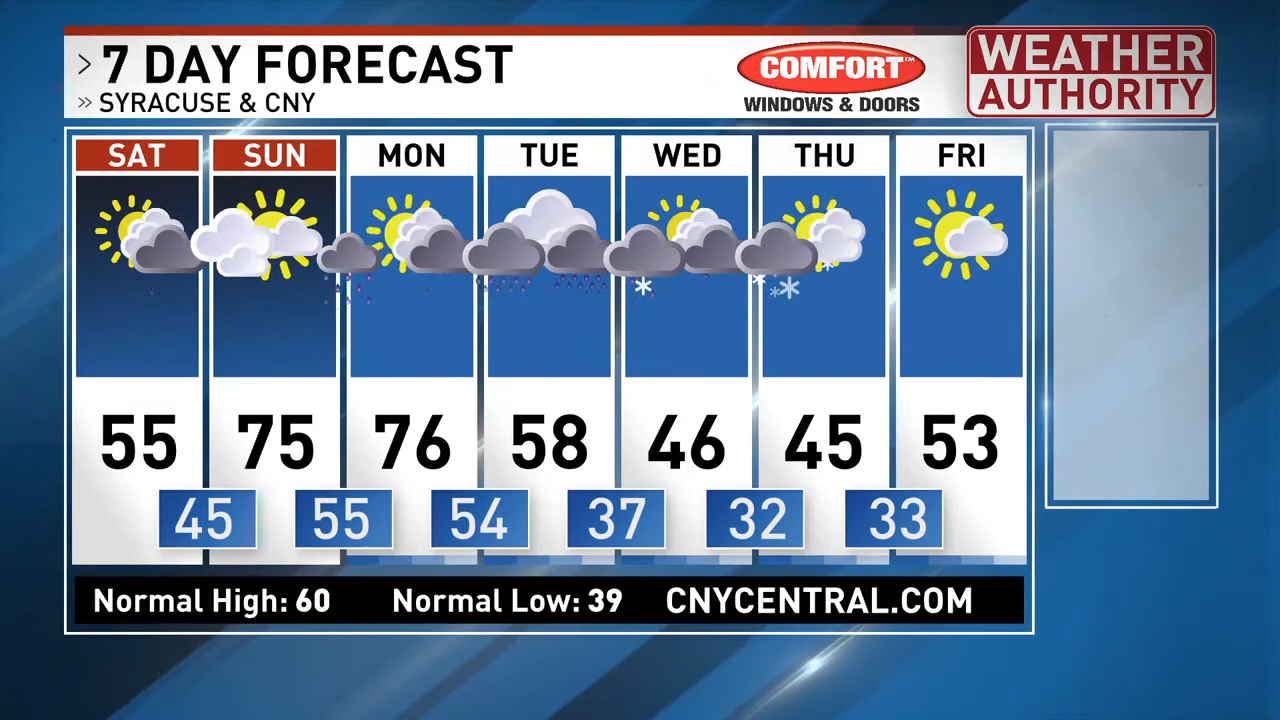 > 7 DAY FORECAST
» SYRACUSE & CNY
COMFORT™
WINDOWS & DOORS
WEATHER
AUTHORITY
SAT SUN MON TUE WED THU FRI
55 75 76 58 46 45 53
45 55 54 37 32 33
Normal High: 60 Normal Low: 39 CNYCENTRAL.COM